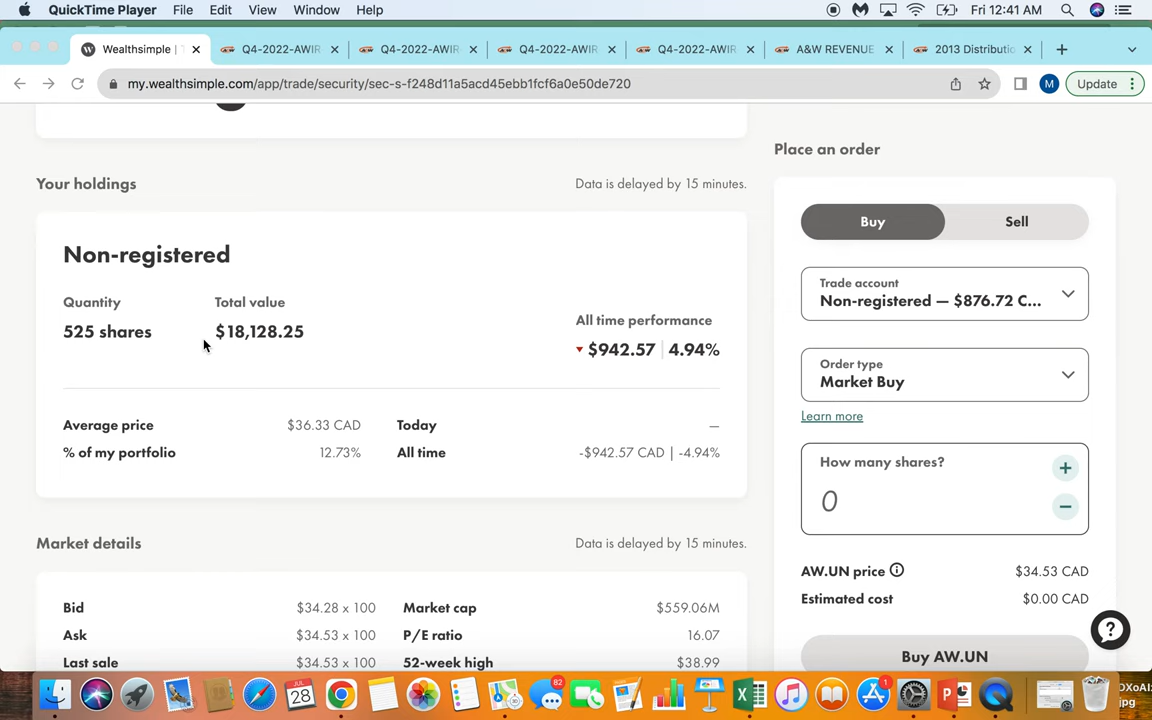 QuickTime Player File Edit View Window Help Fri 12:41 AM
Wealthsimple | T Q4-2022-AWIR Q4-2022-AWIR Q4-2022-AWIR Q4-2022-AWIR A&W REVENUE 2013 Distributio
my.wealthsimple.com/app/trade/security/sec-s-f248d11a5acd45ebb1fcf6a0e50de720 M Update
Place an order
Your holdings Data is delayed by 15 minutes.
Buy Sell
Non-registered
Trade account
Non-registered — $876.72 C...
Quantity Total value
525 shares $18,128.25
All time performance
$942.57 4.94%
Order type
Market Buy
Learn more
Average price $36.33 CAD Today —
% of my portfolio 12.73% All time -$942.57 CAD | -4.94%
How many shares?
0
Market details Data is delayed by 15 minutes.
AW.UN price $34.53 CAD
Estimated cost $0.00 CAD
Bid $34.28 x 100 Market cap $559.06M
Ask $34.53 x 100 P/E ratio 16.07
Last sale $34.53 x 100 52-week high $38.99
Buy AW.UN
JUL
28
82
1
jpg